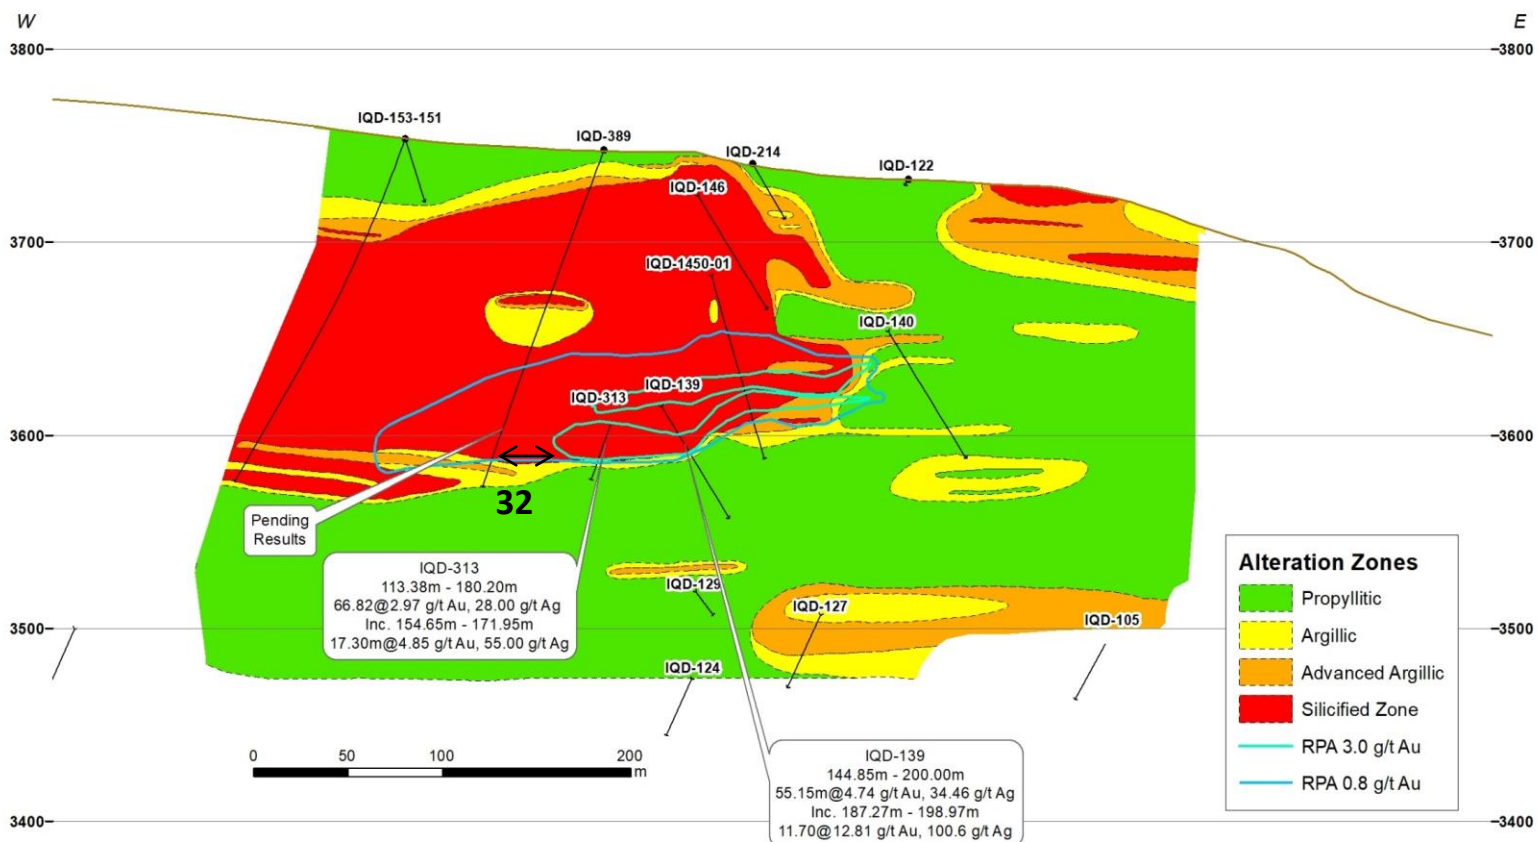 W
E
3800
3800
IQD-153-151
IQD-389
IQD-214
IQD-122
IQD-146
3700
3700
IQD-1450-01
IQD-140
IQD-139
IQD-313
3600
3600
32
Pending
Results
IQD-313
113.38m - 180.20m
66.82@2.97 g/t Au, 28.00 g/t Ag
Inc. 154.65m - 171.95m
17.30m@4.85 g/t Au, 55.00 g/t Ag
IQD-129
IQD-127
IQD-105
3500
3500
IQD-124
Alteration Zones
Propyllitic
Argillic
Advanced Argillic
Silicified Zone
RPA 3.0 g/t Au
RPA 0.8 g/t Au
0 50 100 200
m
IQD-139
144.85m - 200.00m
55.15m@4.74 g/t Au, 34.46 g/t Ag
Inc. 187.27m - 198.97m
11.70@12.81 g/t Au, 100.6 g/t Ag
3400
3400